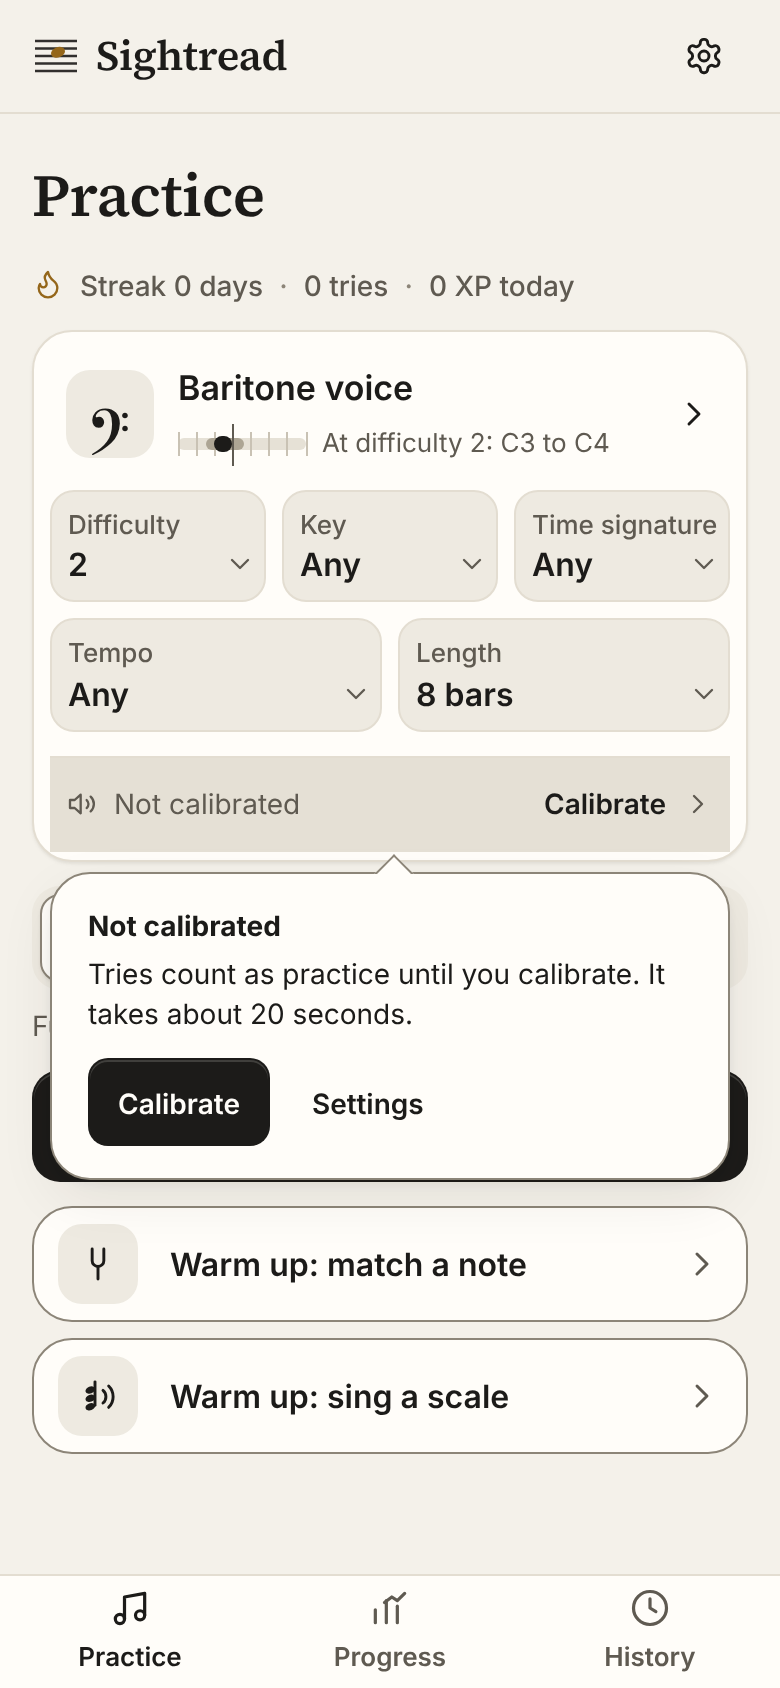 Sightread
Practice
Streak 0 days · 0 tries · 0 XP today
Baritone voice
At difficulty 2: C3 to C4
Difficulty
2
Key
Any
Time signature
Any
Tempo
Any
Length
8 bars
Not calibrated
Calibrate
Not calibrated
Tries count as practice until you calibrate. It
takes about 20 seconds.
Calibrate
Settings
Warm up: match a note
Warm up: sing a scale
Practice
Progress
History